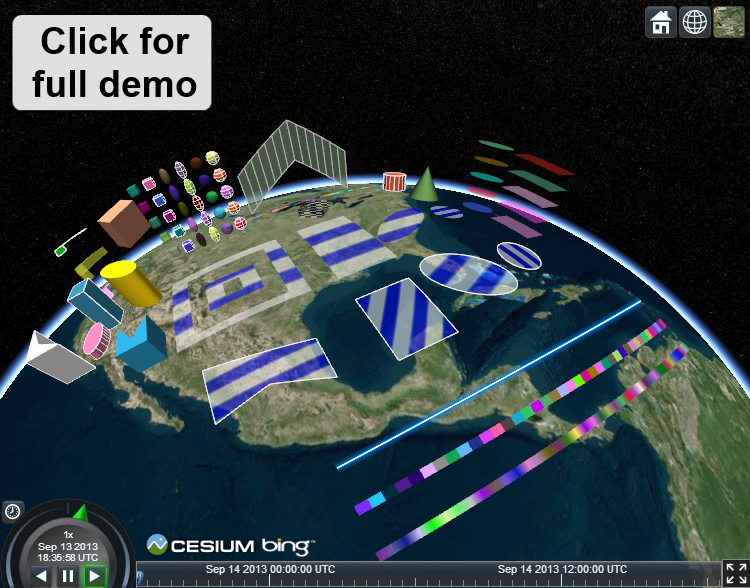 Click for
full demo
1x
Sep 13 2013
18:35:58 UTC
CESIUM bing™
Sep 14 2013 00:00:00 UTC
Sep 14 2013 12:00:00 UTC